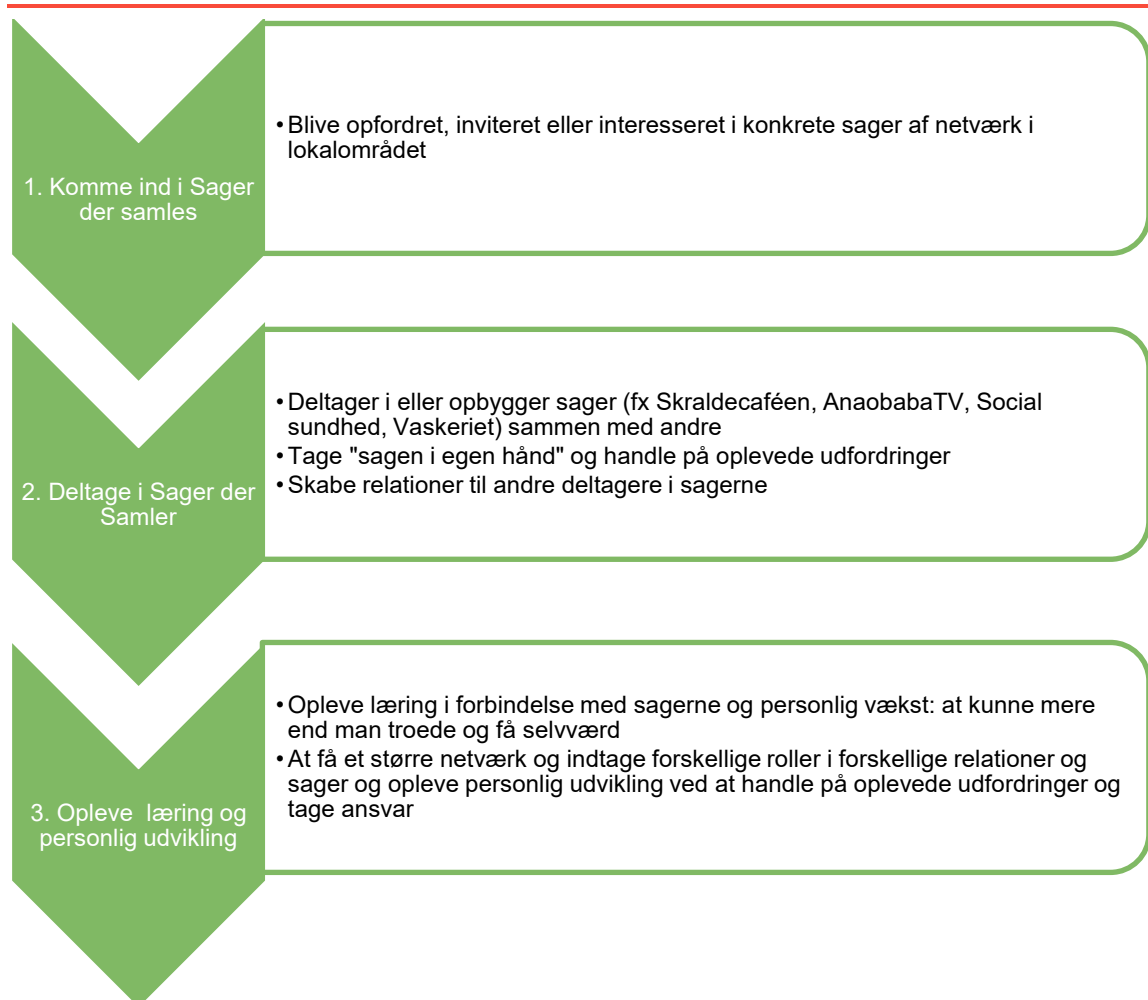 1. Komme ind i Sager
der samles
•Blive opfordret, inviteret eller interesseret i konkrete sager af netværk i
lokalområdet
2. Deltage i Sager der
Samler
•Deltager i eller opbygger sager (fx Skraldecaféen, AnaobabaTV, Social
sundhed, Vaskeriet) sammen med andre
•Tage "sagen i egen hånd" og handle på oplevede udfordringer
•Skabe relationer til andre deltagere i sagerne
3. Opleve  læring og
personlig udvikling
•Opleve læring i forbindelse med sagerne og personlig vækst: at kunne mere
end man troede og få selvværd
•At få et større netværk og indtage forskellige roller i forskellige relationer og
sager og opleve personlig udvikling ved at handle på oplevede udfordringer og
tage ansvar